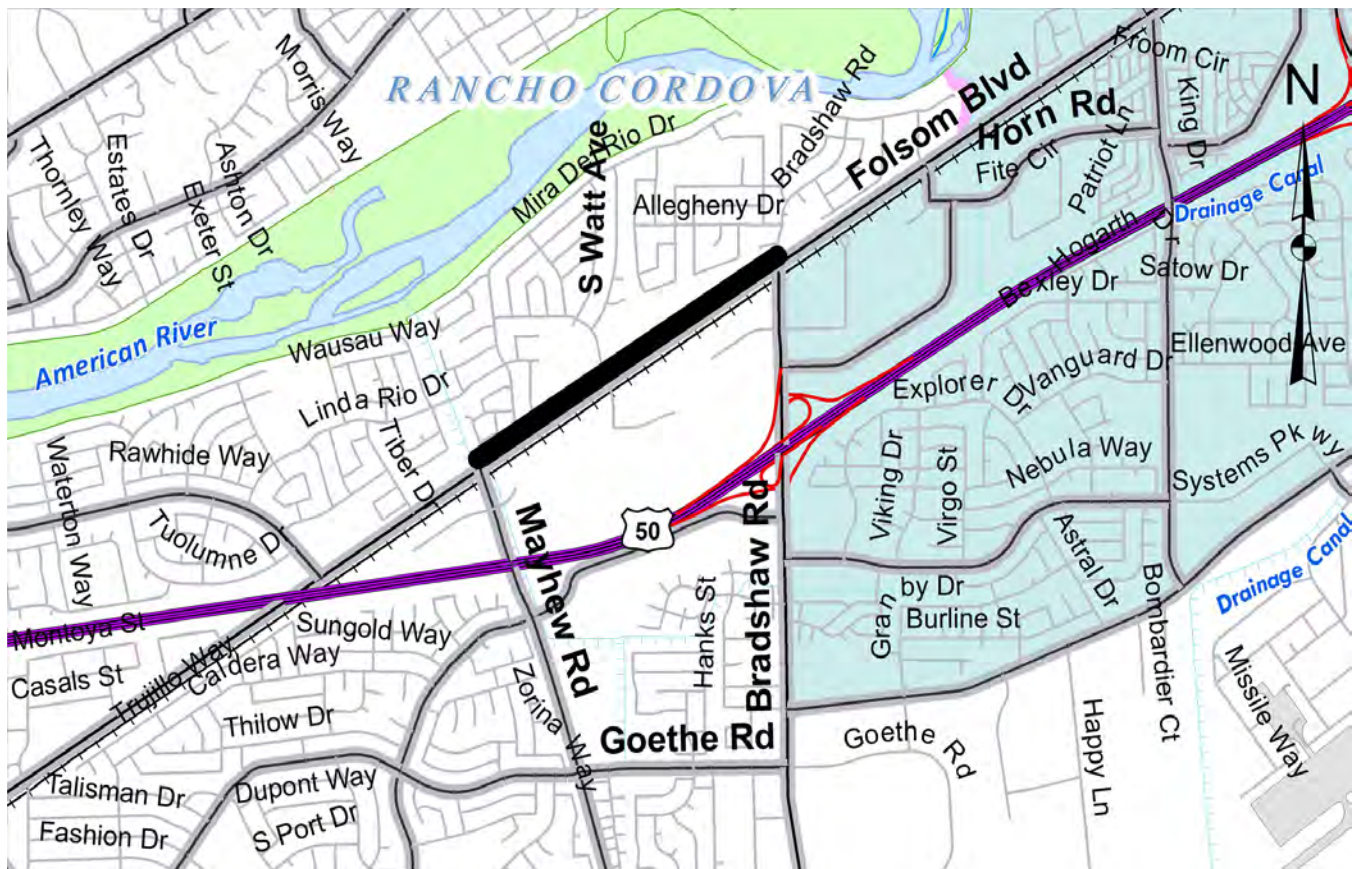 Froom Cir
Morris Way
RANCHO CORDOVA
Bradshaw Rd
Folsom Blvd
Horn Rd
King Dr
N
Estates Dr
Ashton Dr
Thornley Way
Exeter St
S Watt Ave
Mira Del Rio Dr
Allegheny Dr
Fite Cir
Patriot Ln
Drainage Canal
Hogarth Dr
Bexley Dr
Satow Dr
American River
Wausau Way
Ellenwood Ave
Linda Rio Dr
Explorer Dr
Vanguard Dr
Waterton Way
Rawhide Way
Tiber D
Viking Dr
Virgo St
Nebula Way
Systems Pkwy
Tuolumne D
Mayhew Rd
50
Bradshaw Rd
Astral Dr
Drainage Canal
Montoya St
Sungold Way
Hanks St
Gran
by Dr
Burline St
Bombardier Ct
Casals St
Trujillo Way
Caldera Way
Zorina Way
Missile Way
Thilow Dr
Goethe Rd
Goethe Rd
Happy Ln
Talisman Dr
Dupont Way
Fashion Dr
S Port Dr